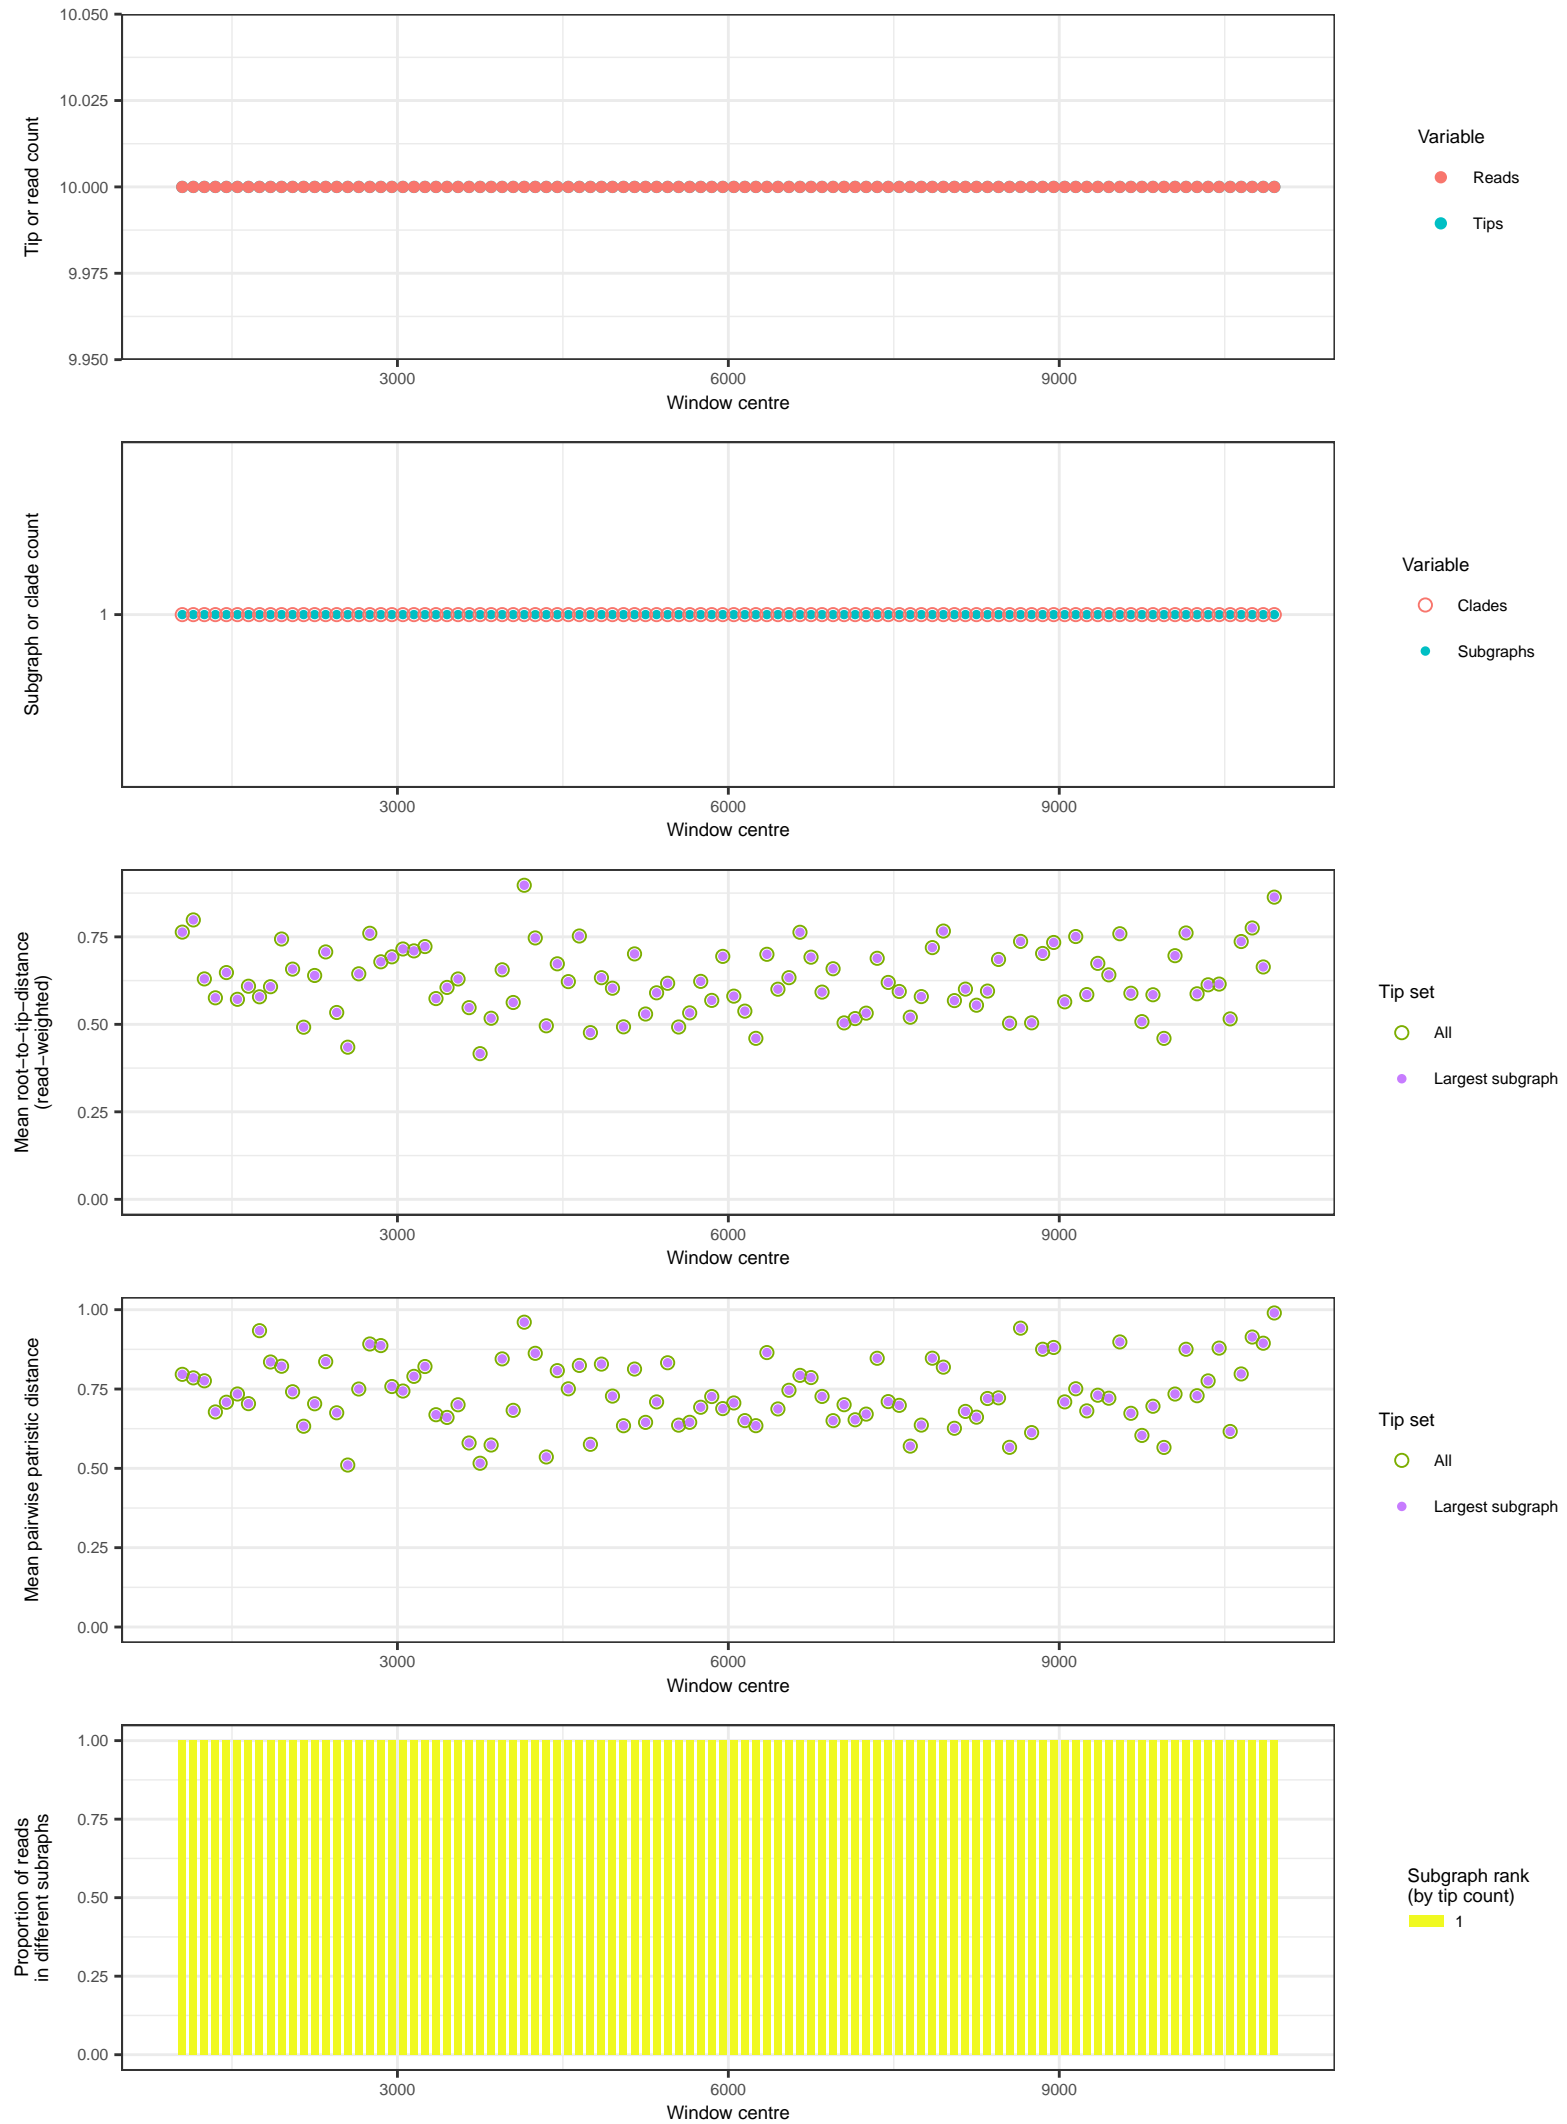 10.050
10.025
10.000
9.975
9.950
Tip or read count
3000
6000
9000
Window centre
Variable
Reads
Tips
1
Subgraph or clade count
3000
6000
9000
Window centre
Variable
Clades
Subgraphs
0.75
0.50
0.25
0.00
Mean root−to−tip−distance
(read−weighted)
3000
6000
9000
Window centre
Tip set
All
Largest subgraph
1.00
0.75
0.50
0.25
0.00
Mean pairwise patristic distance
3000
6000
9000
Window centre
Tip set
All
Largest subgraph
1.00
0.75
0.50
0.25
0.00
Proportion of reads
in different subraphs
3000
6000
9000
Window centre
Subgraph rank
(by tip count)
1